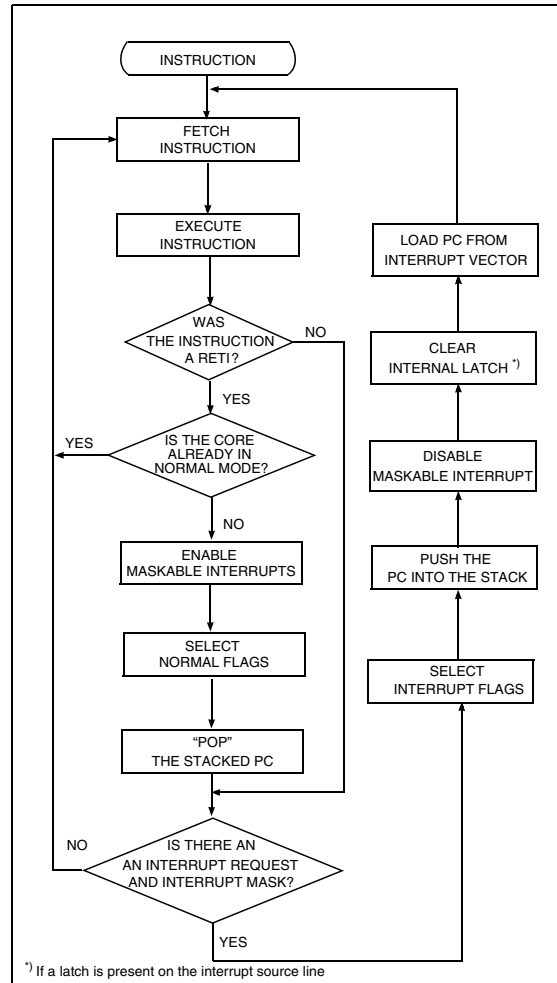 INSTRUCTION
FETCH
INSTRUCTION
EXECUTE
INSTRUCTION
WAS
THE INSTRUCTION
A RETI?
NO
YES
IS THE CORE
ALREADY IN
NORMAL MODE?
YES
NO
ENABLE
MASKABLE INTERRUPTS
SELECT
NORMAL FLAGS
“POP”
THE STACKED PC
IS THERE AN
AN INTERRUPT REQUEST
AND INTERRUPT MASK?
NO
YES
SELECT
INTERRUPT FLAGS
PUSH THE
PC INTO THE STACK
DISABLE
MASKABLE INTERRUPT
CLEAR
INTERNAL LATCH *)
LOAD PC FROM
INTERRUPT VECTOR
*) If a latch is present on the interrupt source line